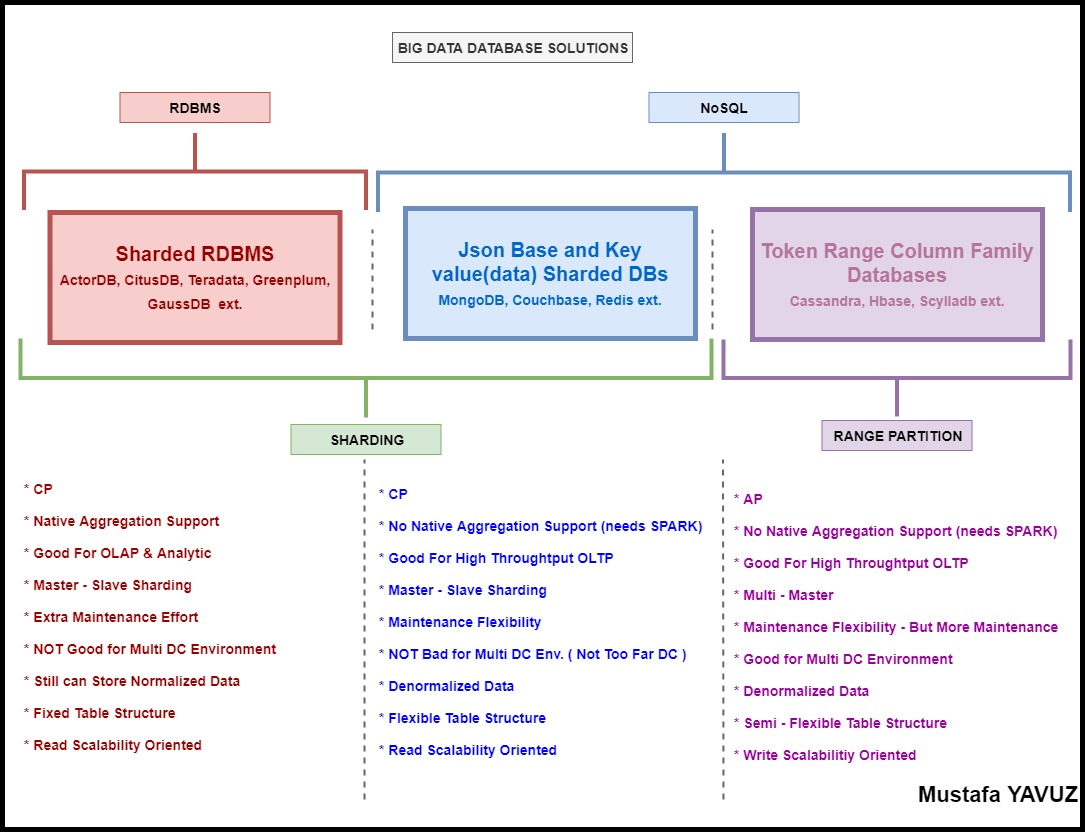 BIG DATA DATABASE SOLUTIONS
RDBMS
NoSQL
Sharded RDBMS
ActorDB, CitusDB, Teradata, Greenplum,
GaussDB ext.
Json Base and Key
value(data) Sharded DBs
MongoDB, Couchbase, Redis ext.
Token Range Column Family
Databases
Cassandra, Hbase, Scylladb ext.
SHARDING
RANGE PARTITION
* CP
* Native Aggregation Support
* Good For OLAP & Analytic
* Master - Slave Sharding
* Extra Maintenance Effort
* NOT Good for Multi DC Environment
* Still can Store Normalized Data
* Fixed Table Structure
* Read Scalability Oriented
* CP
* No Native Aggregation Support (needs SPARK)
* Good For High Throughtput OLTP
* Master - Slave Sharding
* Maintenance Flexibility
* NOT Bad for Multi DC Env. ( Not Too Far DC )
* Denormalized Data
* Flexible Table Structure
* Read Scalability Oriented
* AP
* No Native Aggregation Support (needs SPARK)
* Good For High Throughtput OLTP
* Multi - Master
* Maintenance Flexibility - But More Maintenance
* Good for Multi DC Environment
* Denormalized Data
* Semi - Flexible Table Structure
* Write Scalabilitiy Oriented
Mustafa YAVUZ